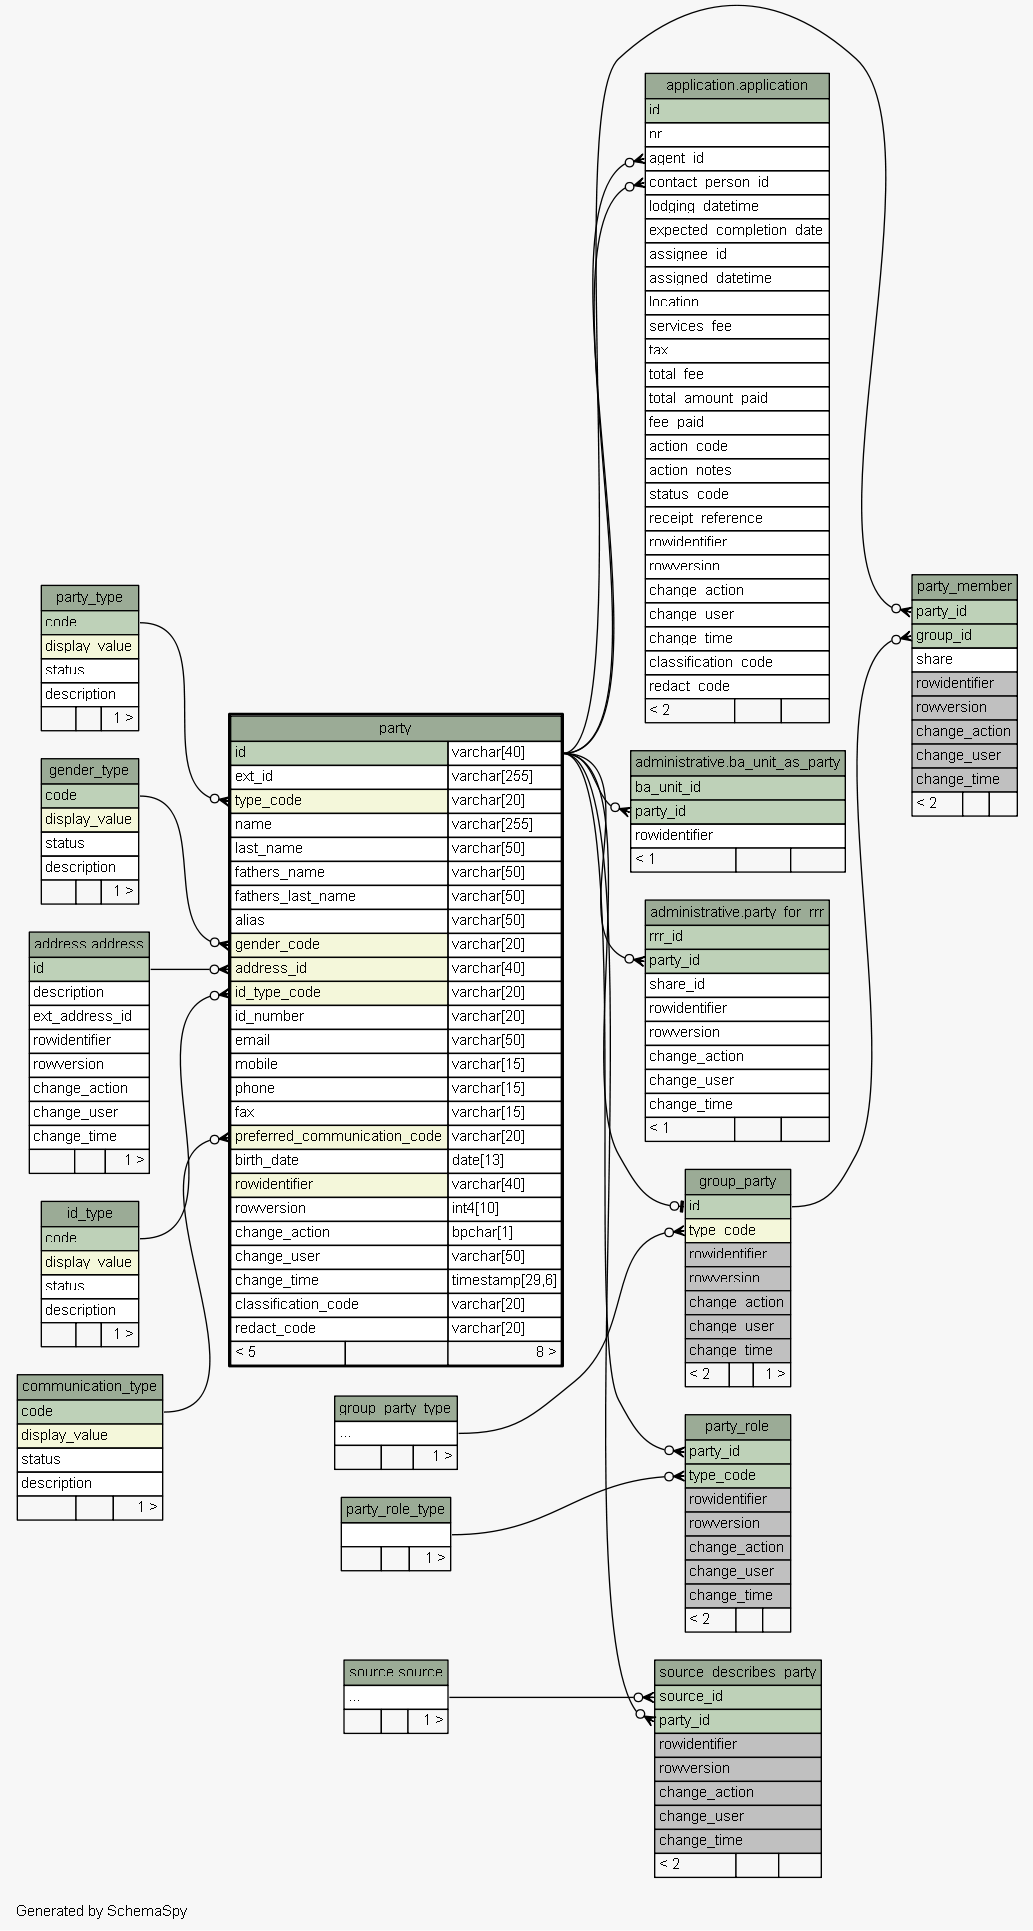 application.application
id
nr
agent_id
contact_person_id
lodging_datetime
expected_completion_date
assignee_id
assigned_datetime
location
services_fee
tax
total_fee
total_amount_paid
fee_paid
action_code
action_notes
status_code
receipt_reference
rowidentifier
rowversion
change_action
change_user
change_time
classification_code
redact_code
< 2
party_member
party_id
group_id
share
rowidentifier
rowversion
change_action
change_user
change_time
< 2
party_type
code
display_value
status
description
1 >
gender_type
code
display_value
status
description
1 >
address.address
id
description
ext_address_id
rowidentifier
rowversion
change_action
change_user
change_time
1 >
id_type
code
display_value
status
description
1 >
communication_type
code
display_value
status
description
1 >
party
id varchar[40]
ext_id varchar[255]
type_code varchar[20]
name varchar[255]
last_name varchar[50]
fathers_name varchar[50]
fathers_last_name varchar[50]
alias varchar[50]
gender_code varchar[20]
address_id varchar[40]
id_type_code varchar[20]
id_number varchar[20]
email varchar[50]
mobile varchar[15]
phone varchar[15]
fax varchar[15]
preferred_communication_code varchar[20]
birth_date date[13]
rowidentifier varchar[40]
rowversion int4[10]
change_action bpchar[1]
change_user varchar[50]
change_time timestamp[29,6]
classification_code varchar[20]
redact_code varchar[20]
< 5 8 >
administrative.ba_unit_as_party
ba_unit_id
party_id
rowidentifier
< 1
administrative.party_for_rrr
rrr_id
party_id
share_id
rowidentifier
rowversion
change_action
change_user
change_time
< 1
group_party
id
type_code
rowidentifier
rowversion
change_action
change_user
change_time
< 2 1 >
group_party_type
...
1 >
party_role
party_id
type_code
rowidentifier
rowversion
change_action
change_user
change_time
< 2
party_role_type
1 >
source.source
...
1 >
source_describes_party
source_id
party_id
rowidentifier
rowversion
change_action
change_user
change_time
< 2
Generated by SchemaSpy